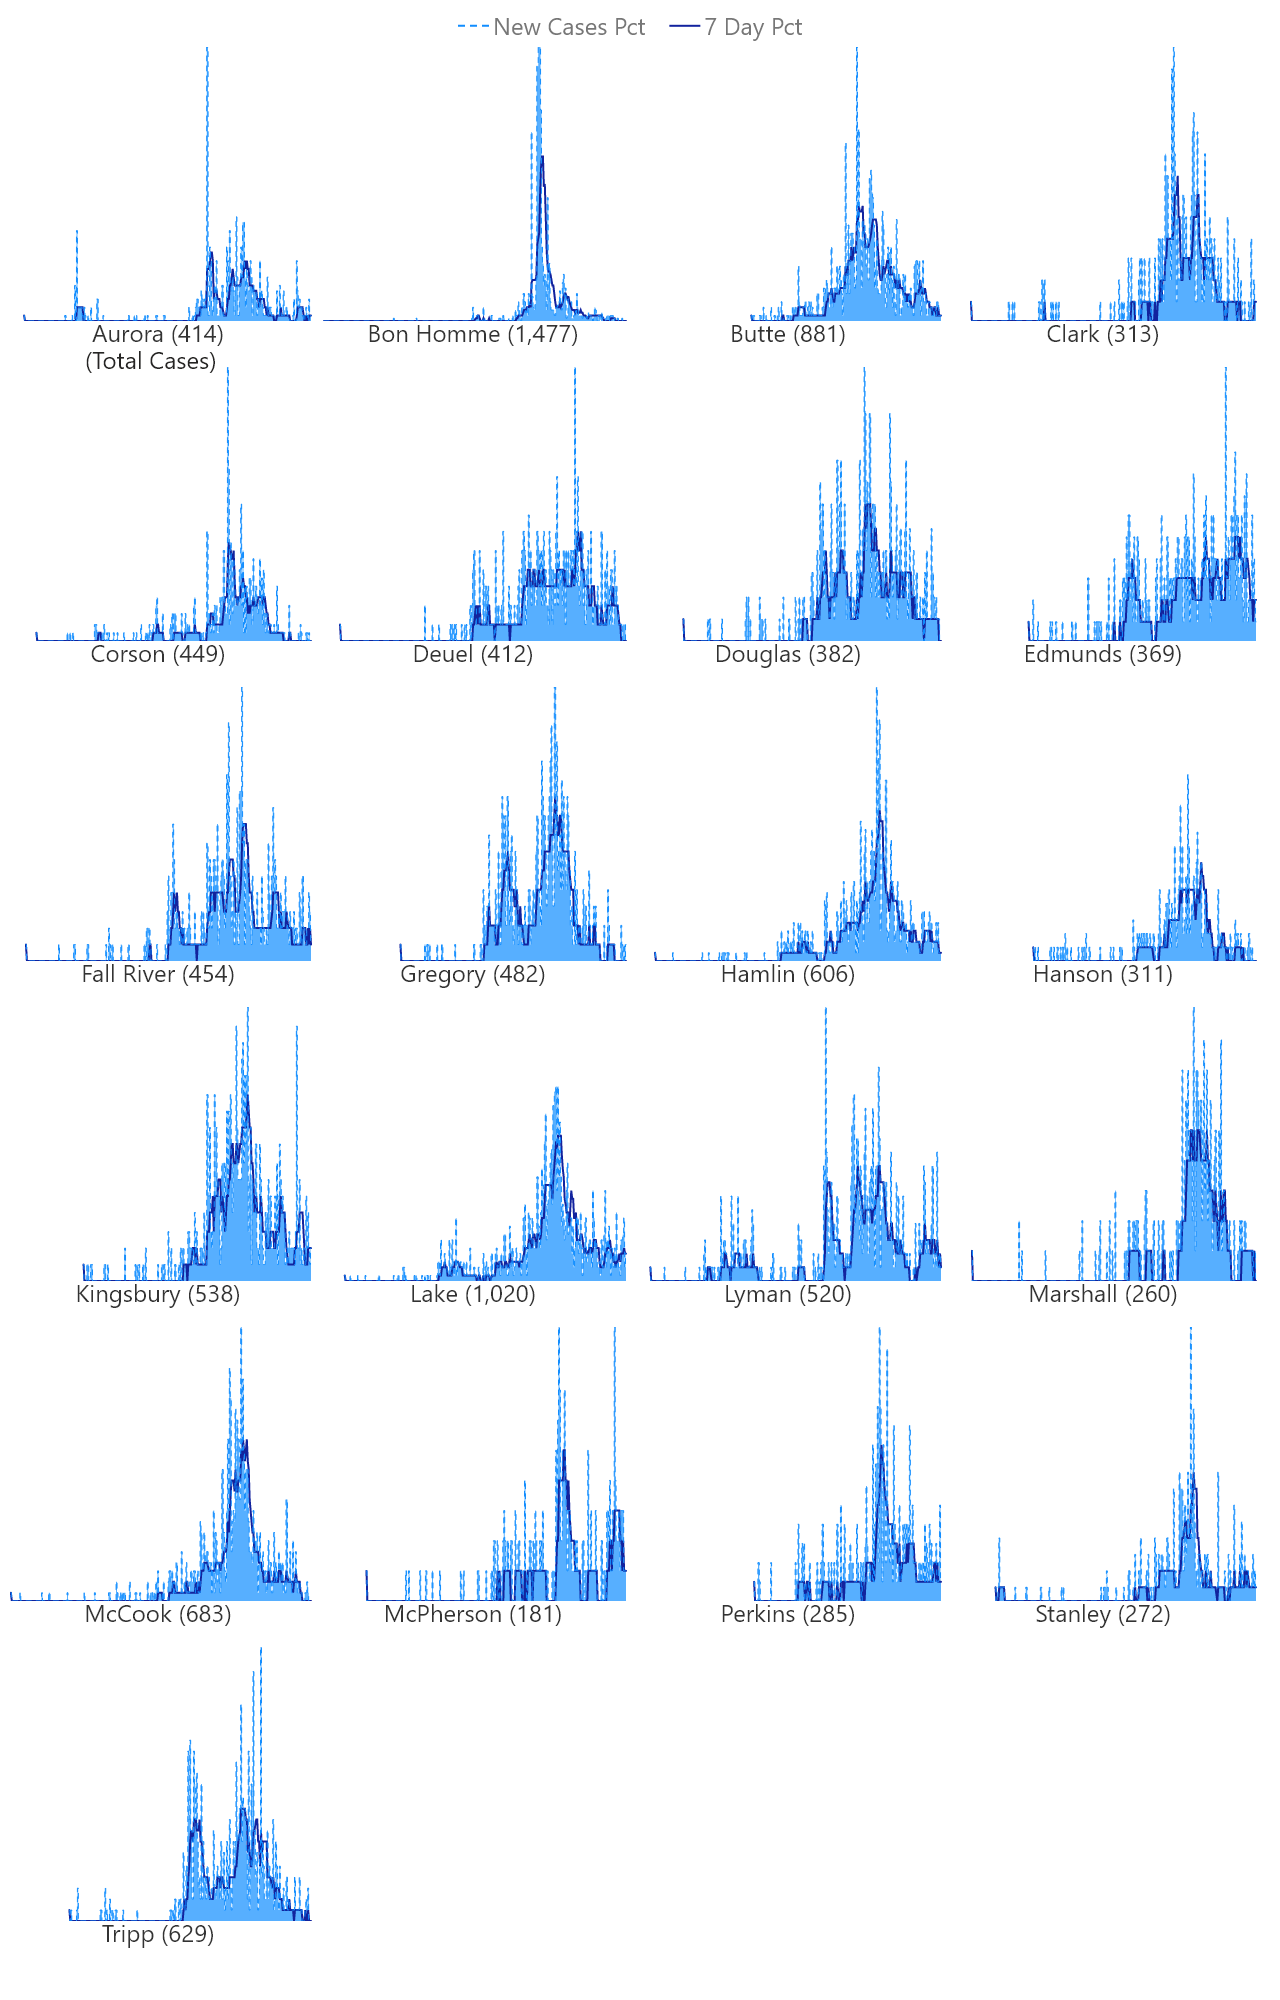 New Cases Pct 7 Day Pct
Aurora (414) Bon Homme (1,477) Butte (881) Clark (313)
(Total Cases)
Corson (449) Deuel (412) Douglas (382) Edmunds (369)
Fall River (454) Gregory (482) Hamlin (606) Hanson (311)
Kingsbury (538) Lake (1,020) Lyman (520) Marshall (260)
McCook (683) McPherson (181) Perkins (285) Stanley (272)
Tripp (629)